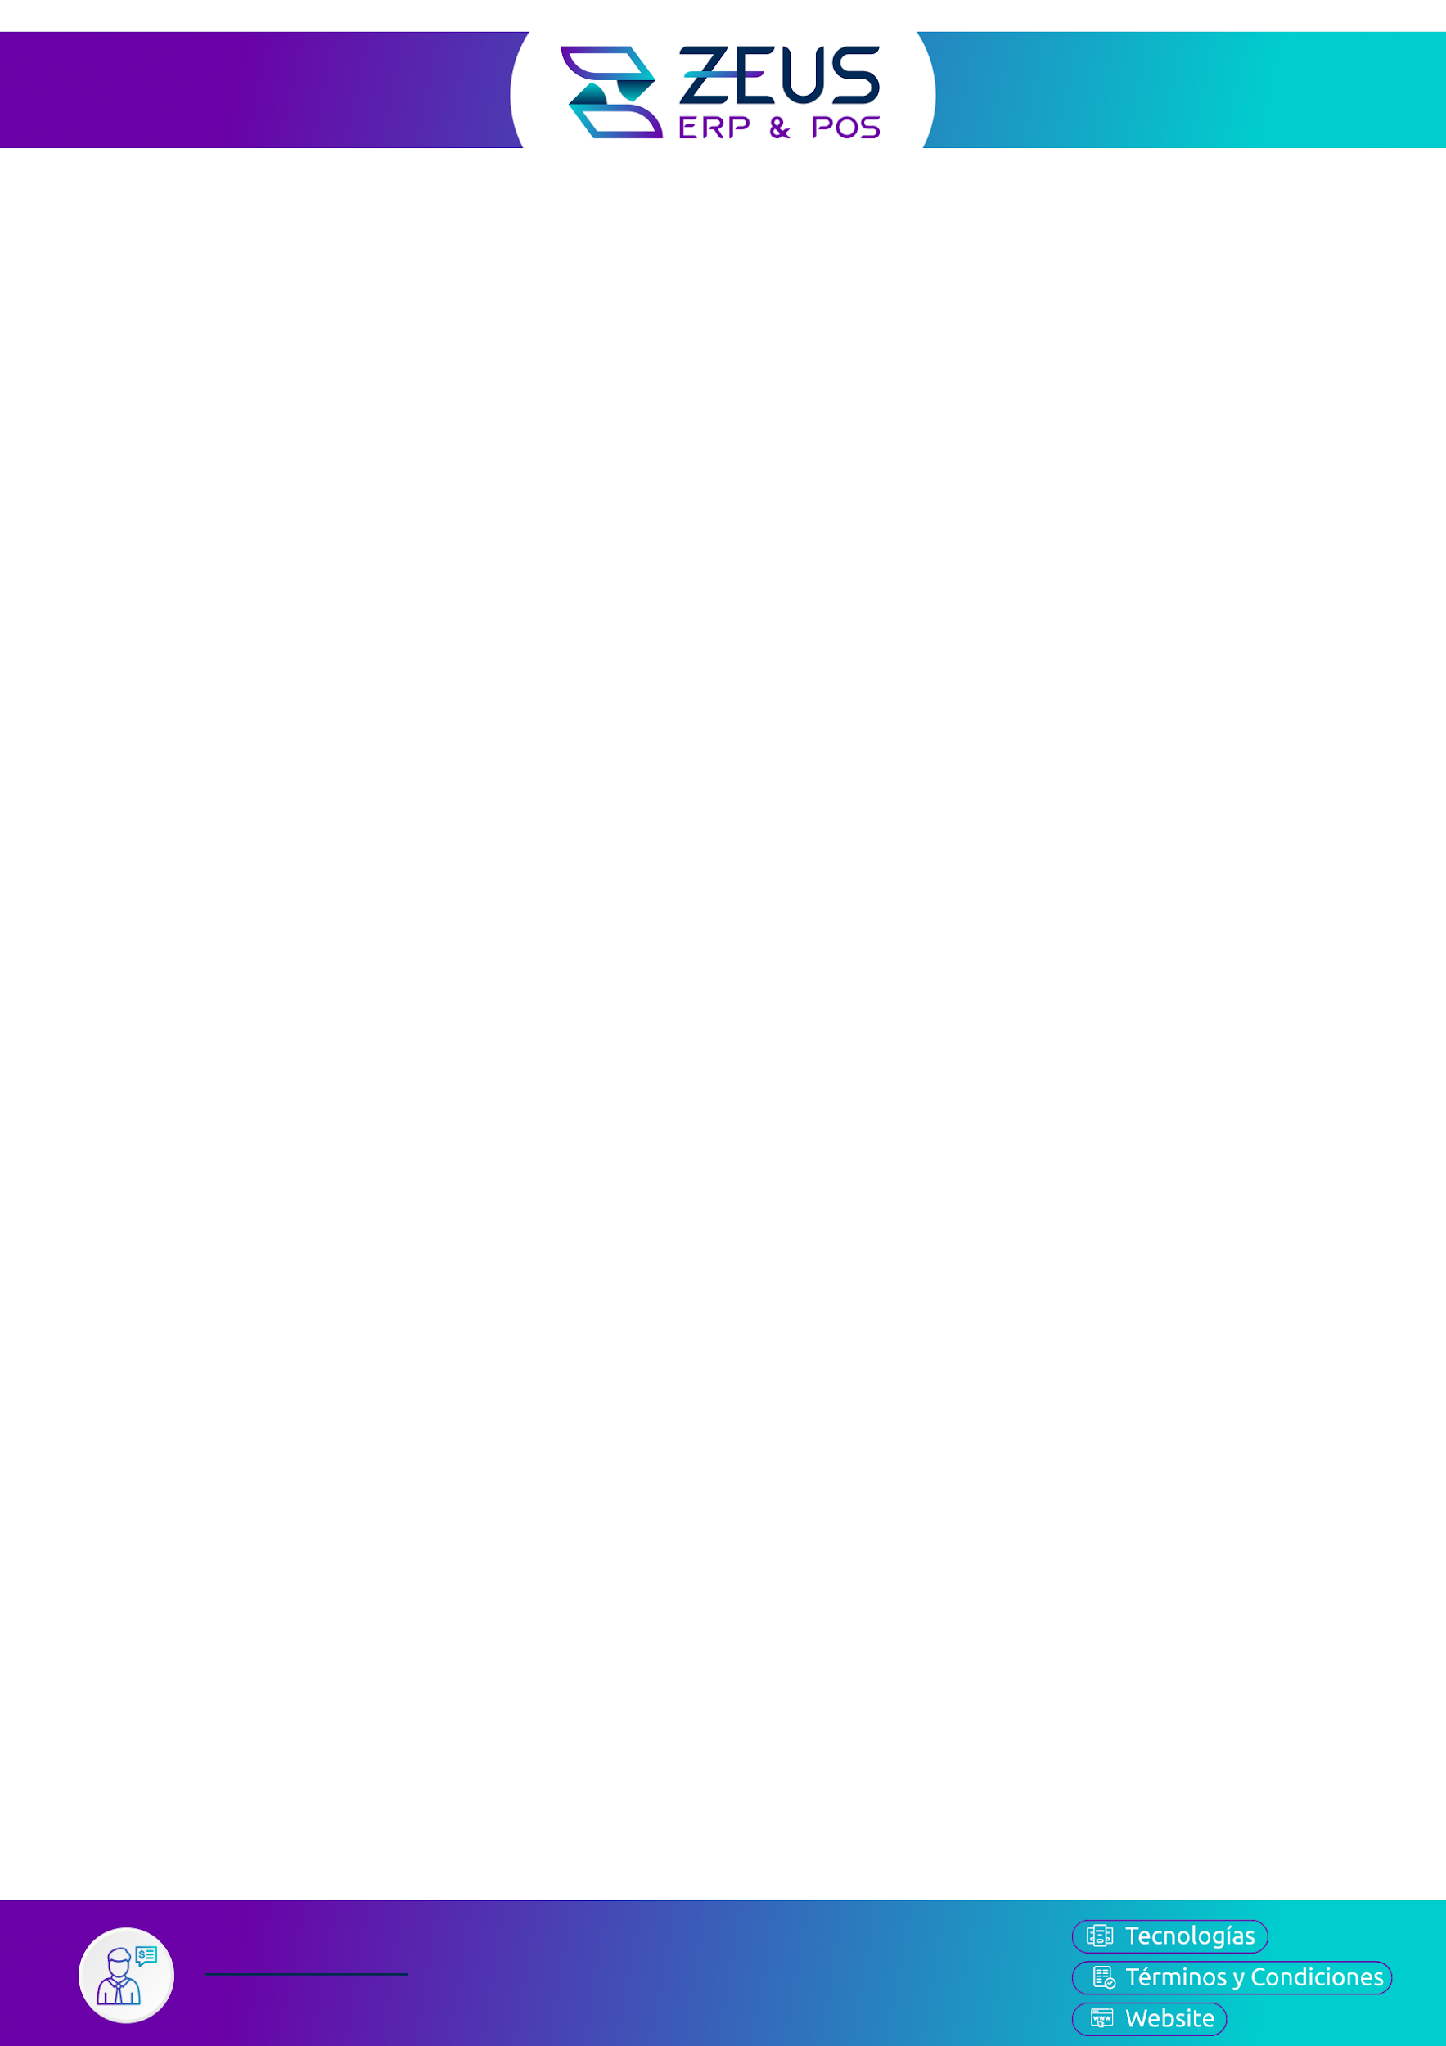 ZEUS
ERP & POS
Tecnologías
Términos y Condiciones
Website